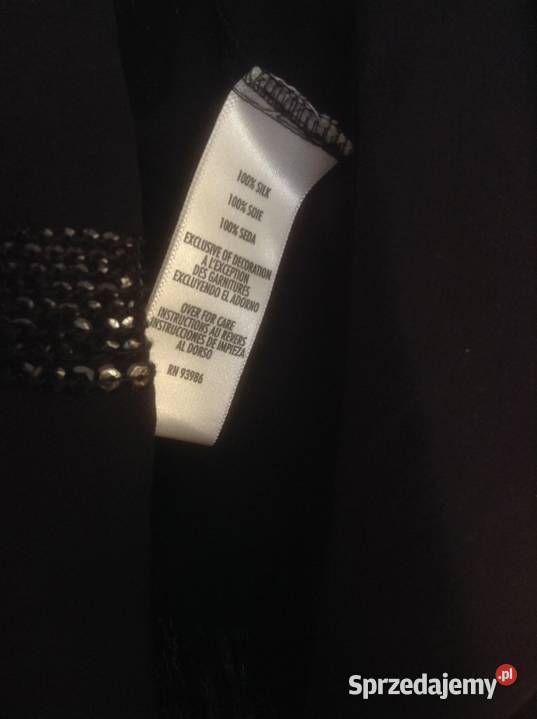 100% SILK
100% SOIE
100% SEDA
EXCLUSIVE OF DECORATION
A L'EXCEPTION
DES GARNITURES
EXCLUYENDO EL ADORNO
OVER FOR CARE
INSTRUCTIONS AU REVERS
INSTRUCCIONES DE IMPIEZA
AL DORSO
RN 93986
Sprzedajemy.pl